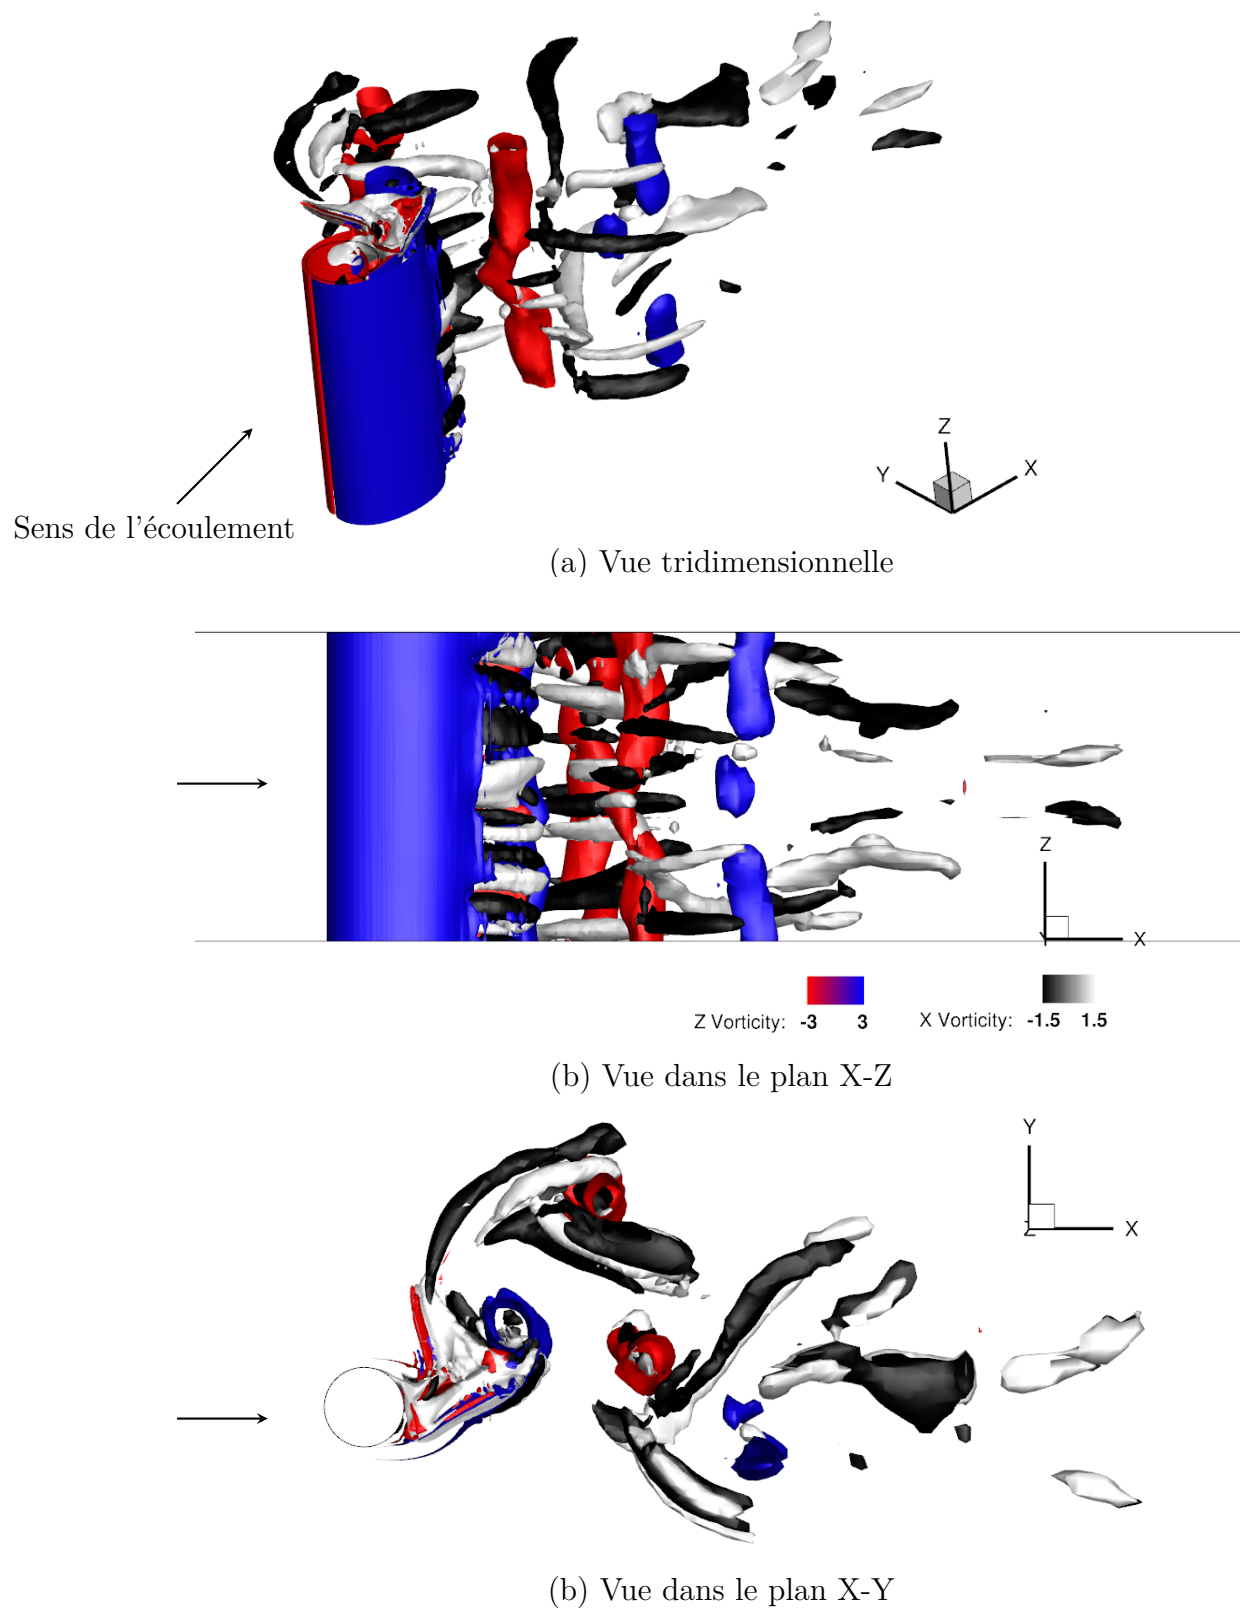 Z
Y
X
Sens de l'écoulement
(a) Vue tridimensionnelle
Z
X
Z Vorticity: -3 3 X Vorticity: -1.5 1.5
(b) Vue dans le plan X-Z
Y
Z
X
(b) Vue dans le plan X-Y